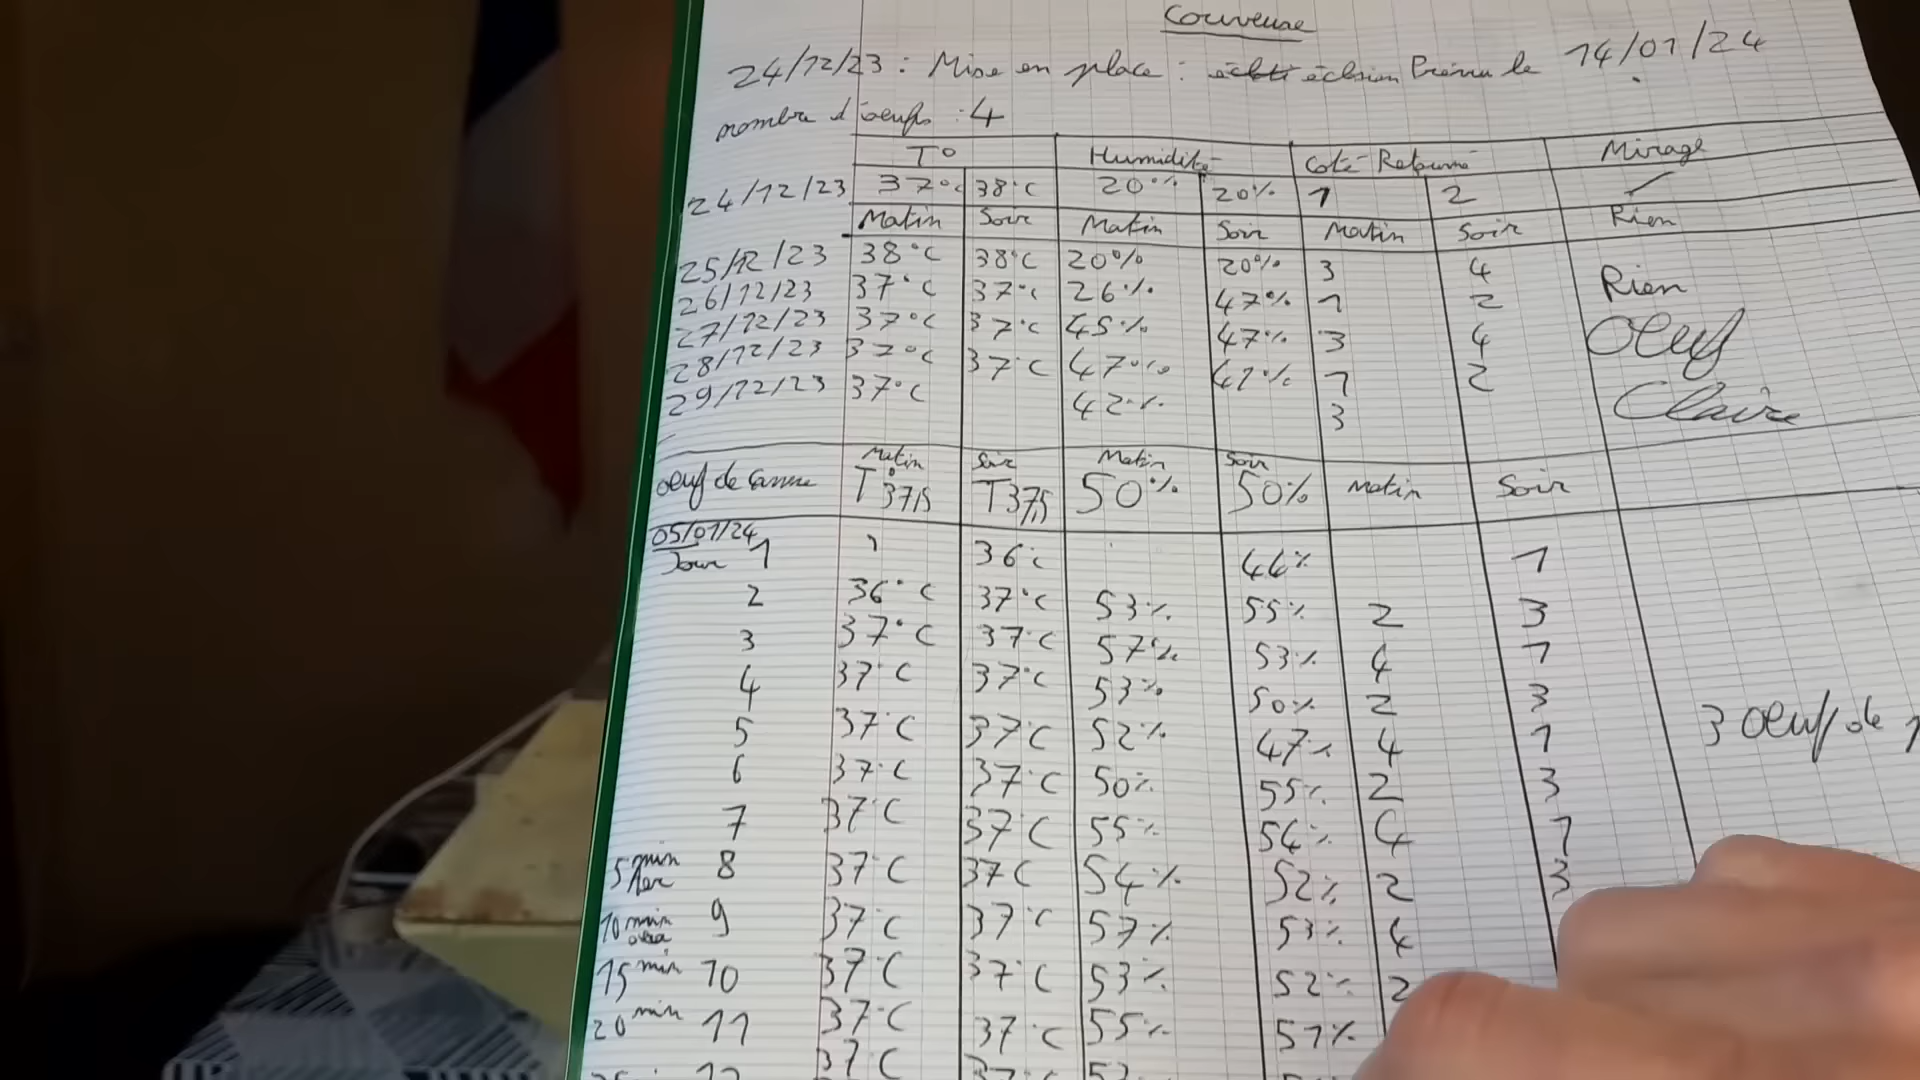 Couveuse
24/12/23 : Mise en place : éclosion Prévu le 14/01/24
nombre d'oeufs : 4
T° Humidité Coté Retourné Mirage
24/12/23 37°C 38°C 20% 20% 1 2 ✓
Matin Soir Matin Soir Matin Soir Rien
25/12/23 38°C 38°C 20% 20% 3 4 Rien
26/12/23 37°C 37°C 26% 47% 1 2
27/12/23 37°C 37°C 45% 47% 3 4 Oeuf
28/12/23 37°C 37°C 47% 47% 1 2
29/12/23 37°C 42% 3 Claire
Matin Soir Matin Soir
oeuf de canne T°37,5 T37,5 50% 50% Matin Soir
05/01/24
Jour 1 36°C 44% 1
2 36°C 37°C 53% 55% 2 3
3 37°C 37°C 57% 53% 4 1
4 37°C 37°C 53% 50% 2 3
5 37°C 37°C 52% 47% 4 1
6 37°C 37°C 50% 55% 2 3
3 oeuf de
7 37°C 37°C 55% 54% 4 1
5 min 8 37°C 37°C 54% 52% 2 3
10 min 9 37°C 37°C 57% 53% 4
15 min 10 37°C 37°C 53% 52% 2
20 min 11 37°C 37°C 55% 51%
37°C